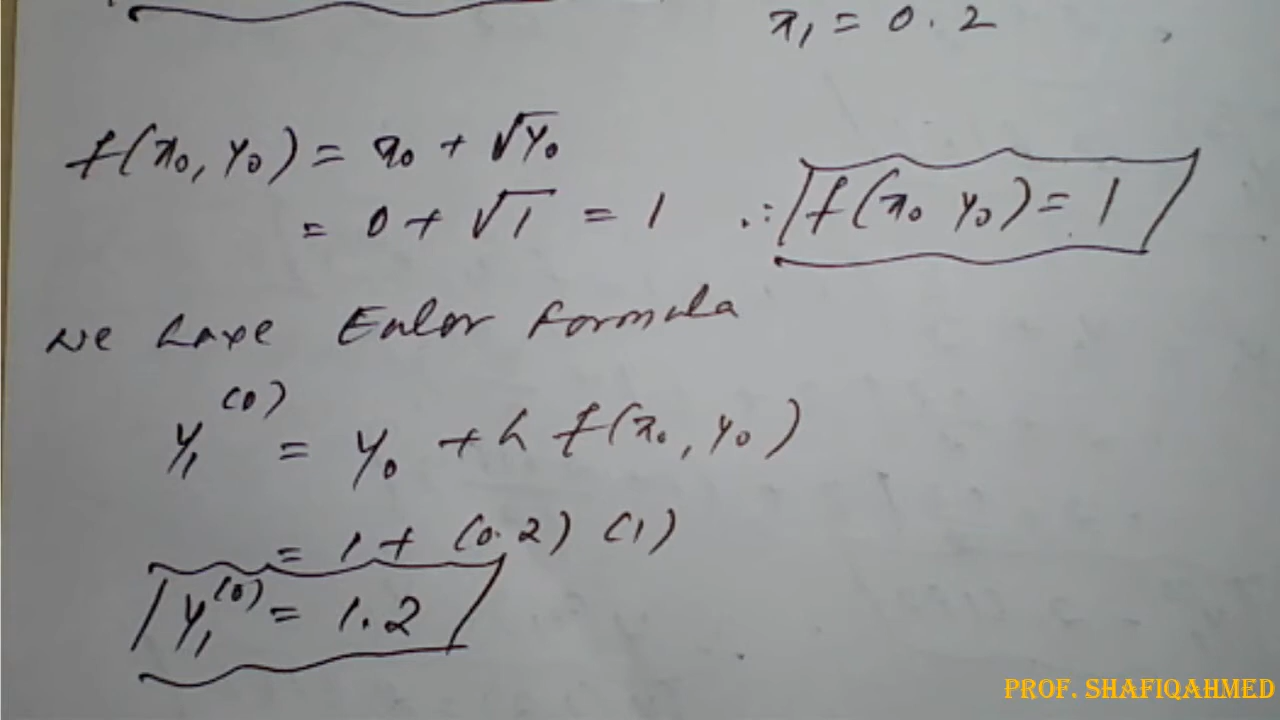 x₁ = 0.2
f(x₀, y₀) = x₀ + √y₀
= 0 + √1 = 1 ∴ f(x₀ y₀) = 1
we have Euler formula
y₁⁽⁰⁾ = y₀ + h f(x₀, y₀)
= 1 + (0.2) (1)
y₁⁽⁰⁾ = 1.2
PROF. SHAFIQAHMED